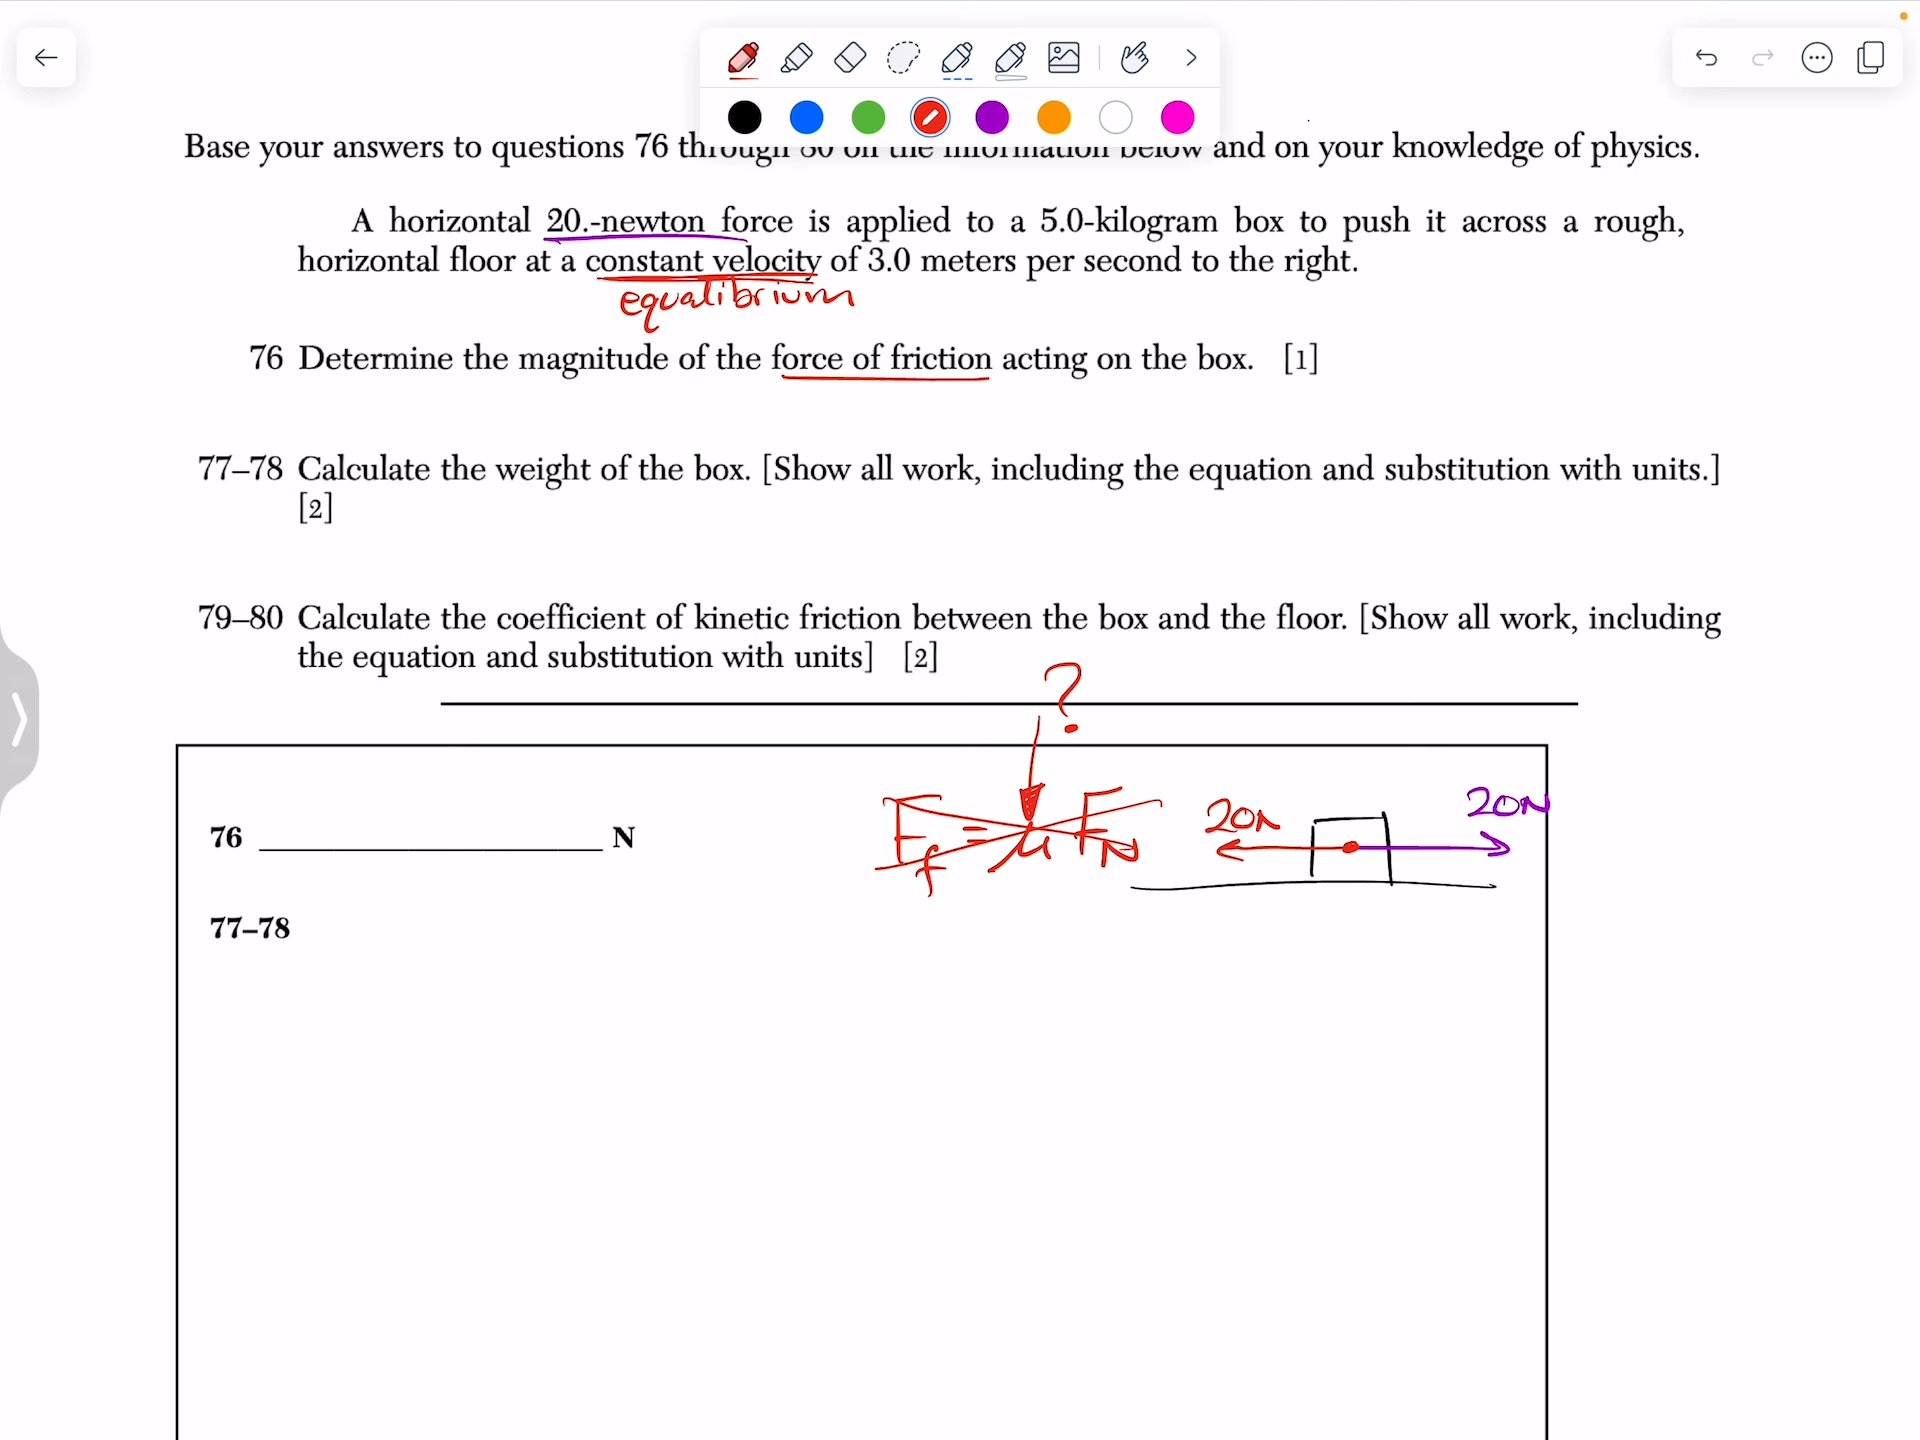 Base your answers to questions 76 through 80 on the information below and on your knowledge of physics.
A horizontal 20.-newton force is applied to a 5.0-kilogram box to push it across a rough,
horizontal floor at a constant velocity of 3.0 meters per second to the right.
equalibrium
76 Determine the magnitude of the force of friction acting on the box. [1]
77–78 Calculate the weight of the box. [Show all work, including the equation and substitution with units.]
[2]
79–80 Calculate the coefficient of kinetic friction between the box and the floor. [Show all work, including
the equation and substitution with units] [2]
?
Ff = μ FN
20N
20N
76 ____________________ N
77–78